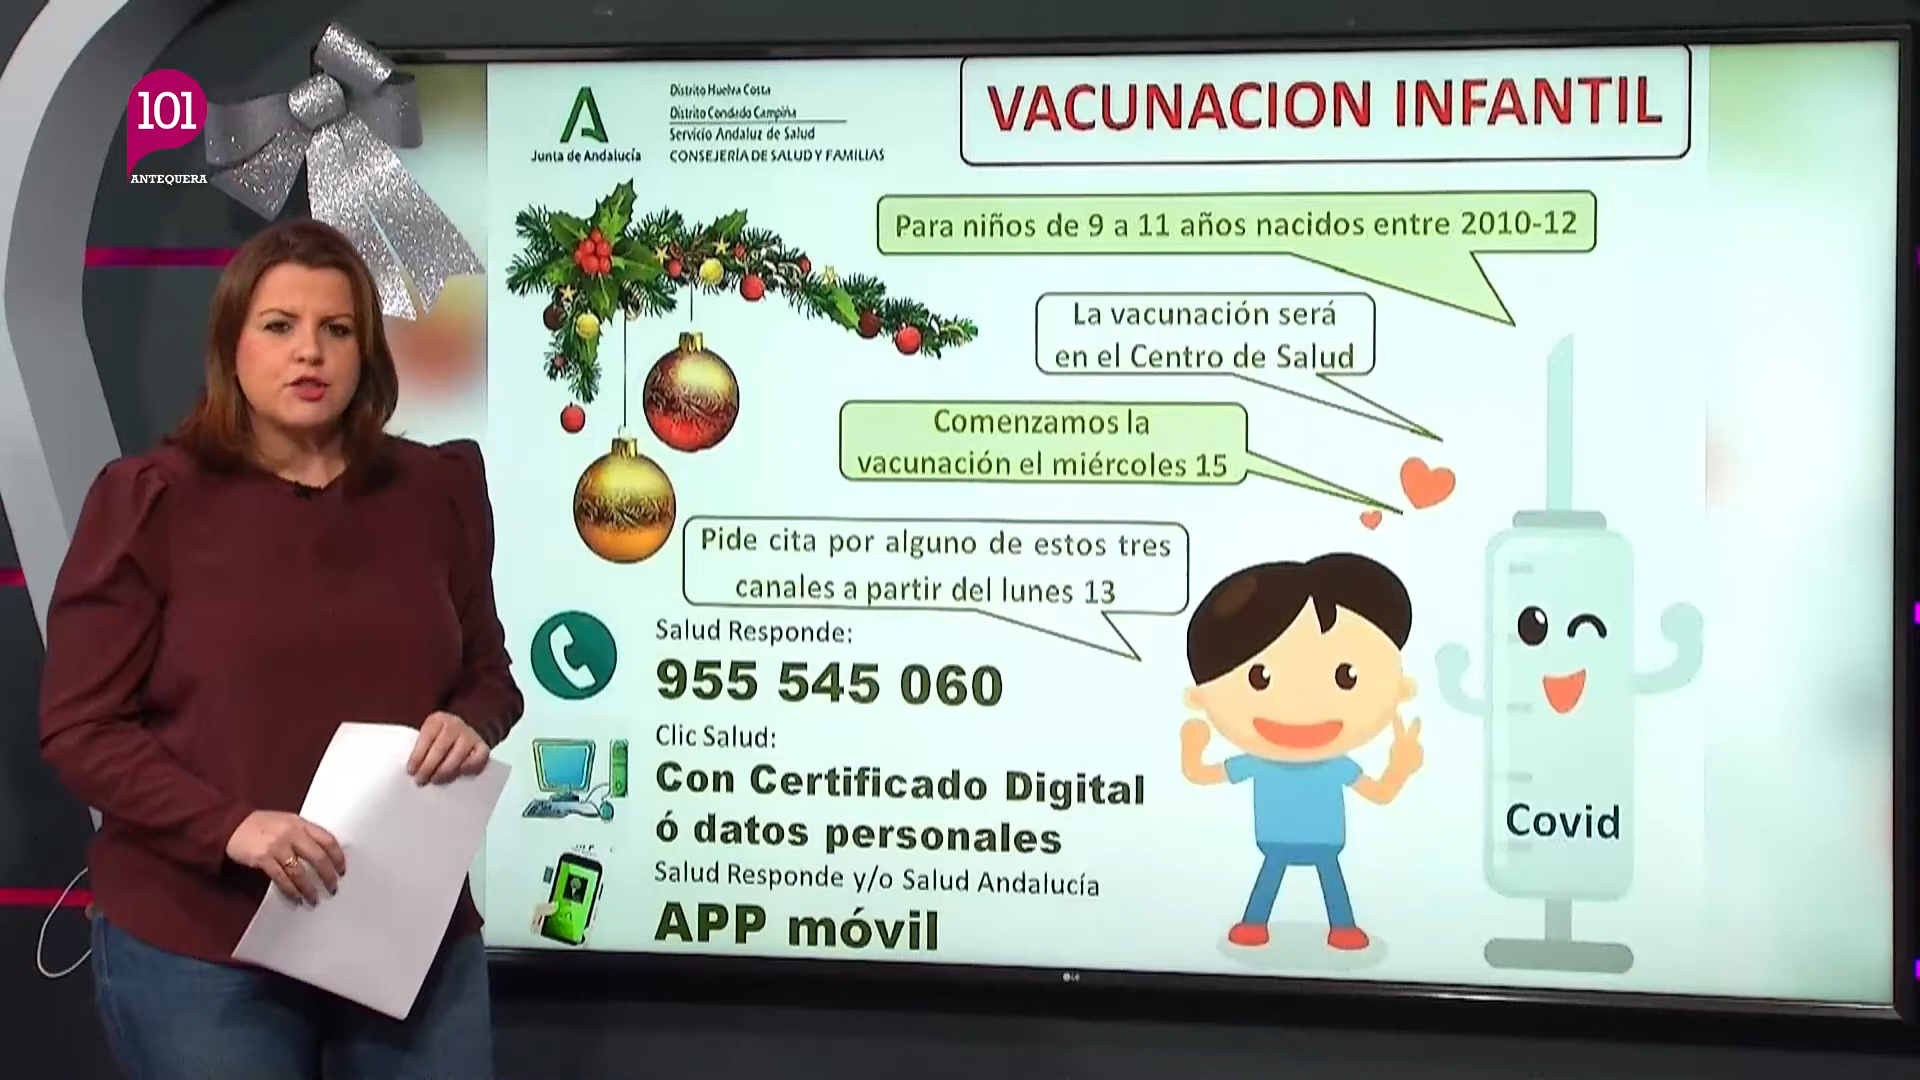 101
ANTEQUERA
Junta de Andalucía
Distrito Huelva Costa
Distrito Condado Campiña
Servicio Andaluz de Salud
CONSEJERÍA DE SALUD Y FAMILIAS
VACUNACION INFANTIL
Para niños de 9 a 11 años nacidos entre 2010-12
La vacunación será
en el Centro de Salud
Comenzamos la
vacunación el miércoles 15
Pide cita por alguno de estos tres
canales a partir del lunes 13
Salud Responde:
955 545 060
Clic Salud:
Con Certificado Digital
ó datos personales
Salud Responde y/o Salud Andalucía
APP móvil
Covid
LG